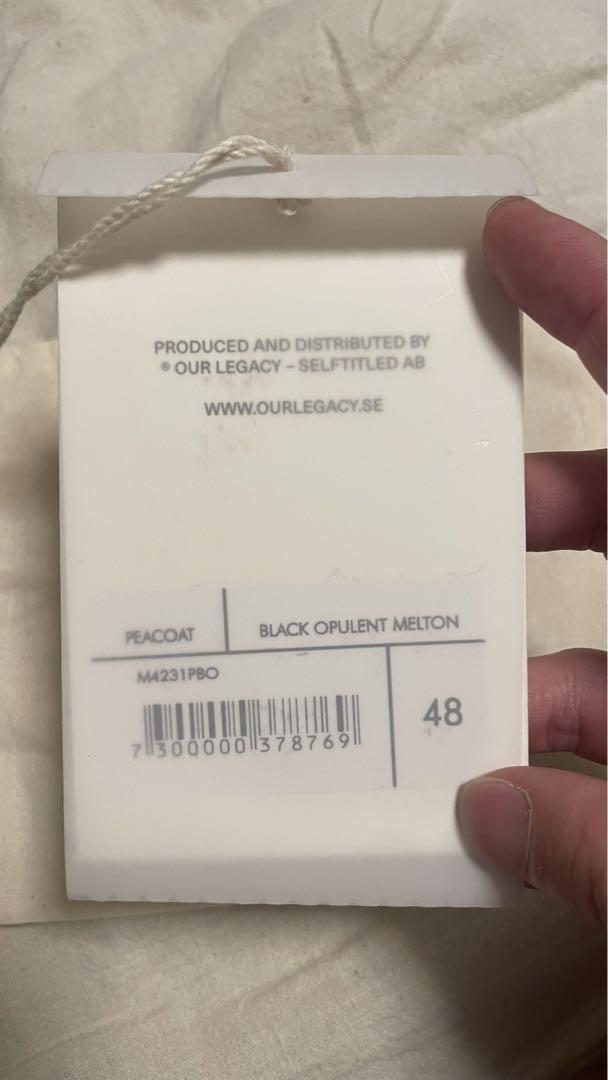 PRODUCED AND DISTRIBUTED BY
® OUR LEGACY – SELFTITLED AB
WWW.OURLEGACY.SE
PEACOAT
BLACK OPULENT MELTON
M4231PBO
48
7 300000 378769